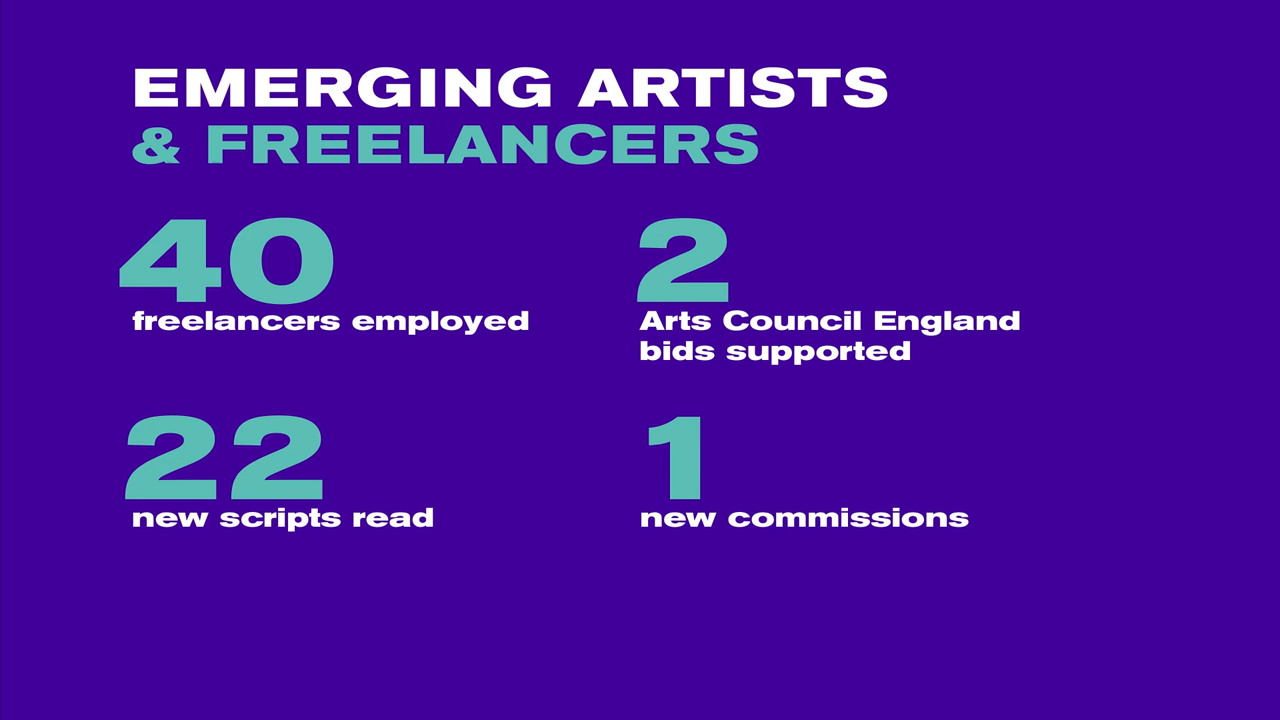 EMERGING ARTISTS
& FREELANCERS
40
freelancers employed
2
Arts Council England
bids supported
22
new scripts read
1
new commissions